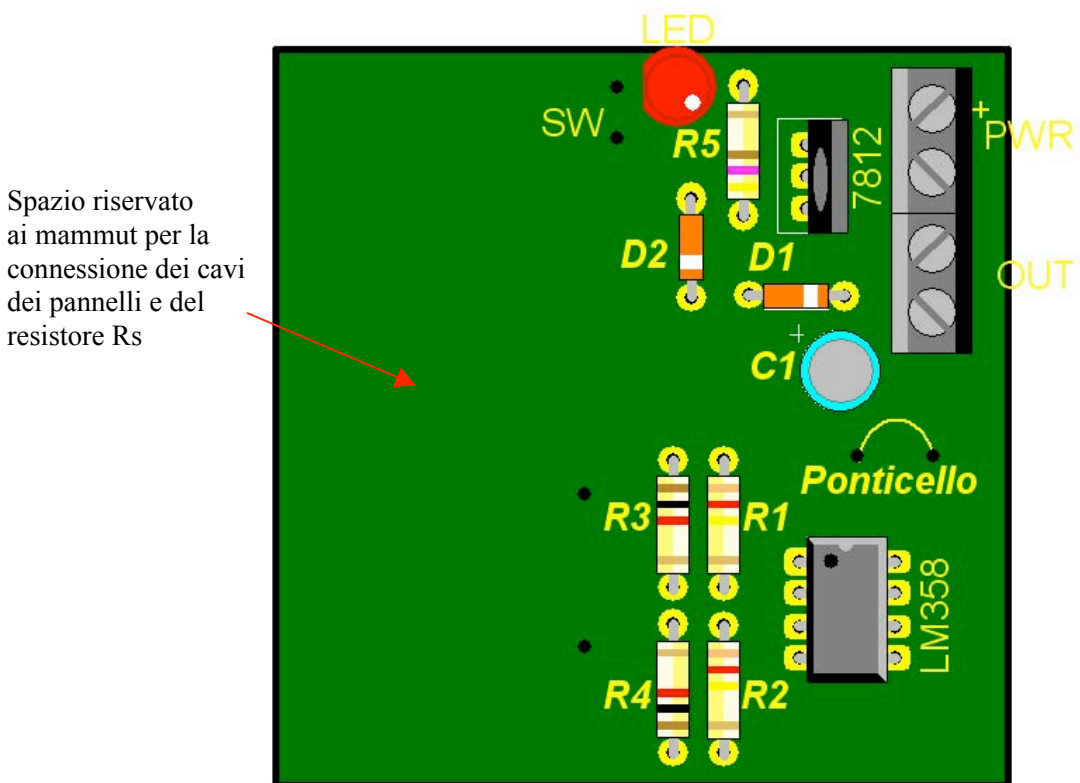 LED
SW
R5
7812
+
PWR
Spazio riservato
ai mammut per la
connessione dei cavi
dei pannelli e del
resistore Rs
D2
D1
OUT
+
C1
Ponticello
R3
R1
LM358
R4
R2